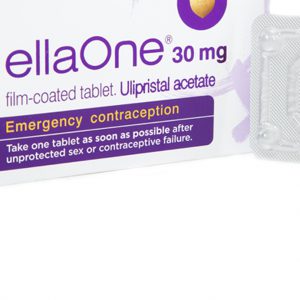 ellaOne® 30 mg
film-coated tablet. Ulipristal acetate
Emergency contraception
Take one tablet as soon as possible after
unprotected sex or contraceptive failure.